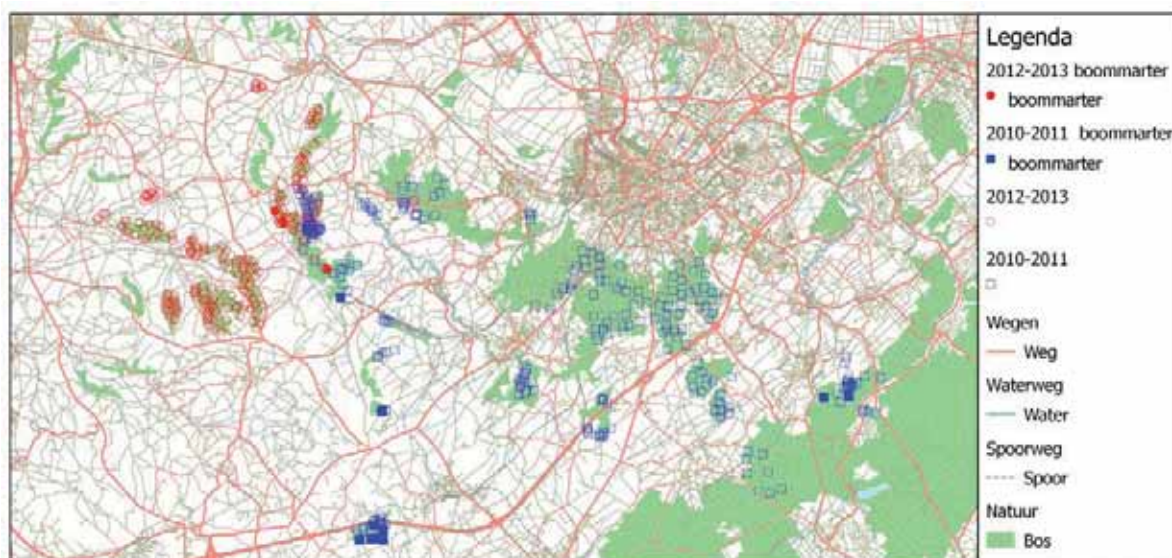 Legenda
2012-2013 boommarter
boommarter
2010-2011 boommarter
boommarter
2012-2013
2010-2011
Wegen
Weg
Waterweg
Water
Spoorweg
Spoor
Natuur
Bos